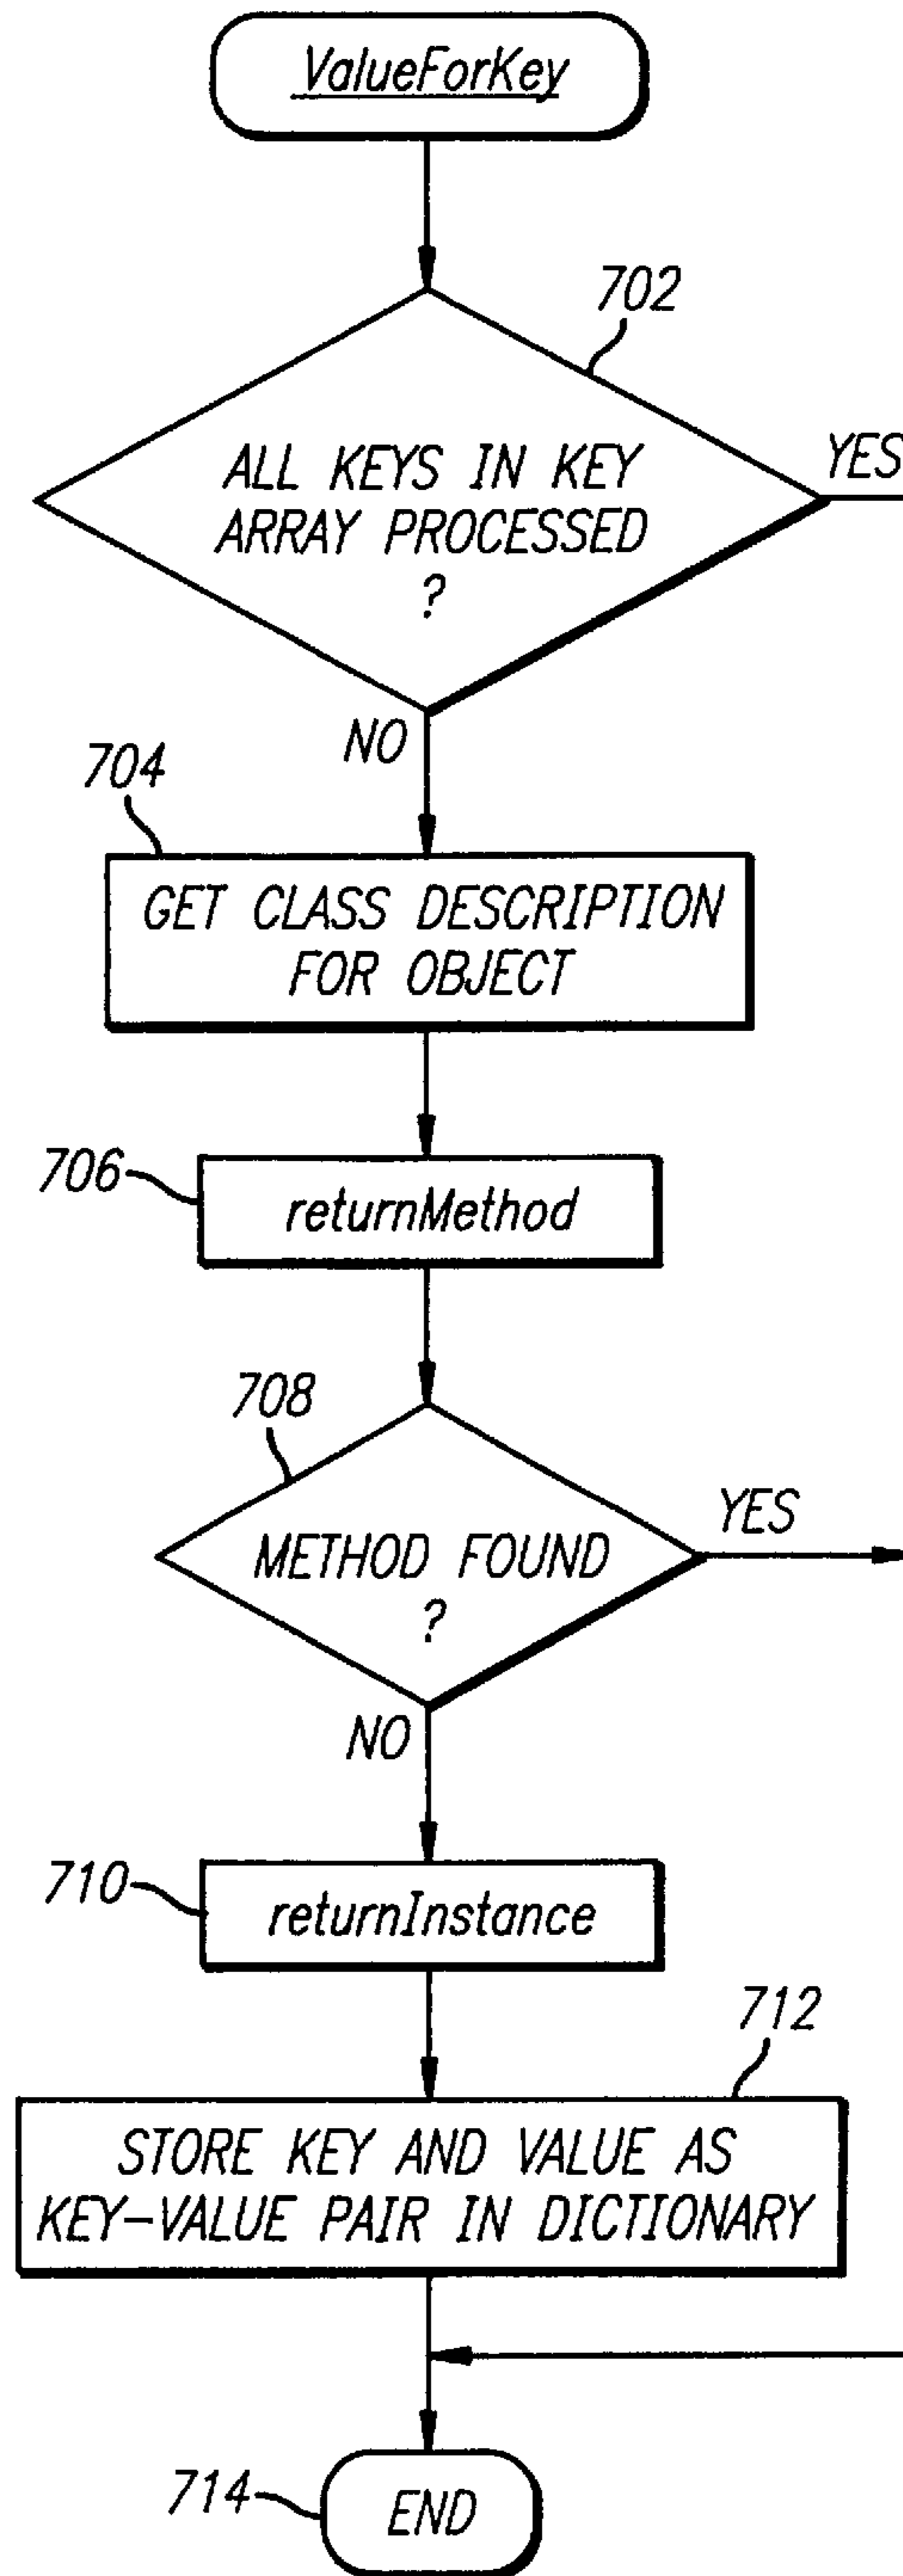 ValueForKey
702
ALL KEYS IN KEY
ARRAY PROCESSED
?
YES
NO
704
GET CLASS DESCRIPTION
FOR OBJECT
706
returnMethod
708
METHOD FOUND
?
YES
NO
710
returnInstance
712
STORE KEY AND VALUE AS
KEY-VALUE PAIR IN DICTIONARY
714
END